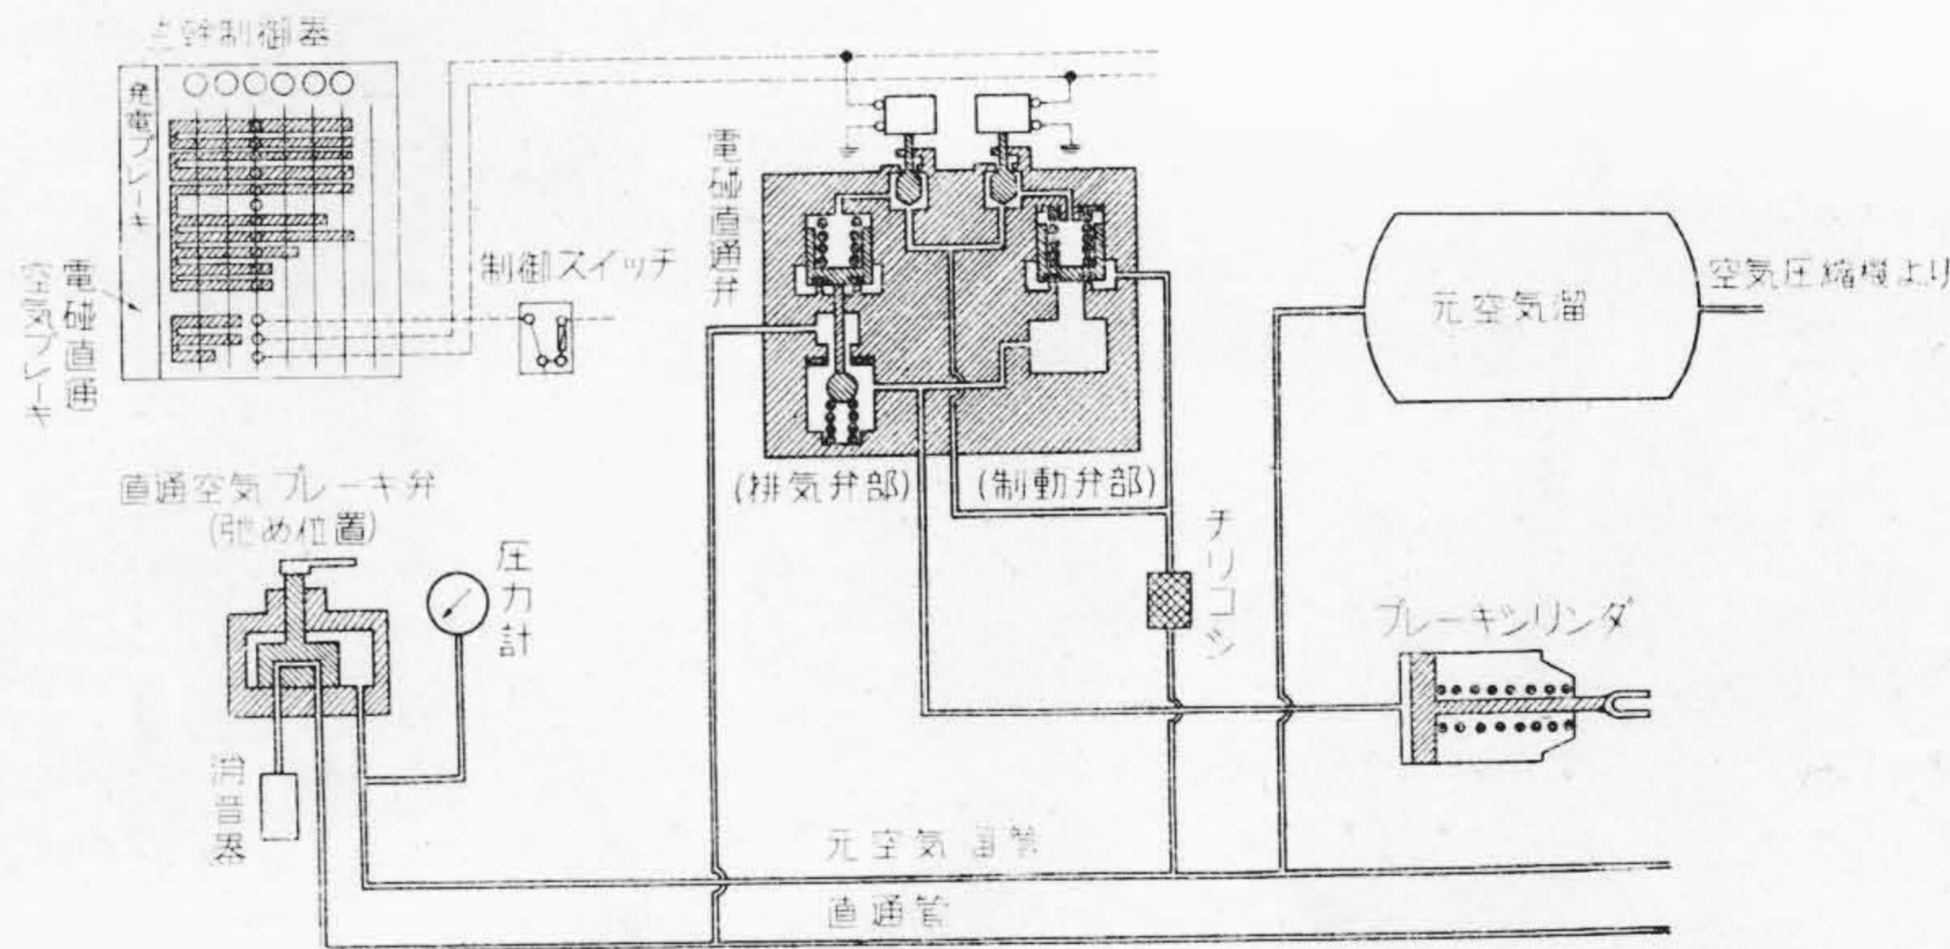 主幹制御器
発電ブレーキ
電磁直通
空気ブレーキ
制御スイッチ
電磁直通弁
(排気弁部)
(制動弁部)
元空気溜
空気圧縮機より
直通空気ブレーキ弁
(弛め位置)
圧力計
消音器
チリコシ
ブレーキシリンダ
元空気溜管
直通管